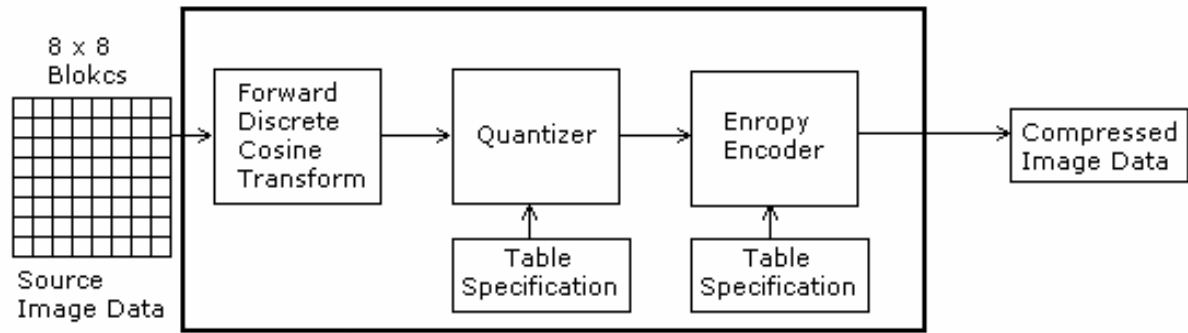 8 x 8
Blokcs
Source
Image Data
Forward
Discrete
Cosine
Transform
Quantizer
Table
Specification
Enropy
Encoder
Table
Specification
Compressed
Image Data